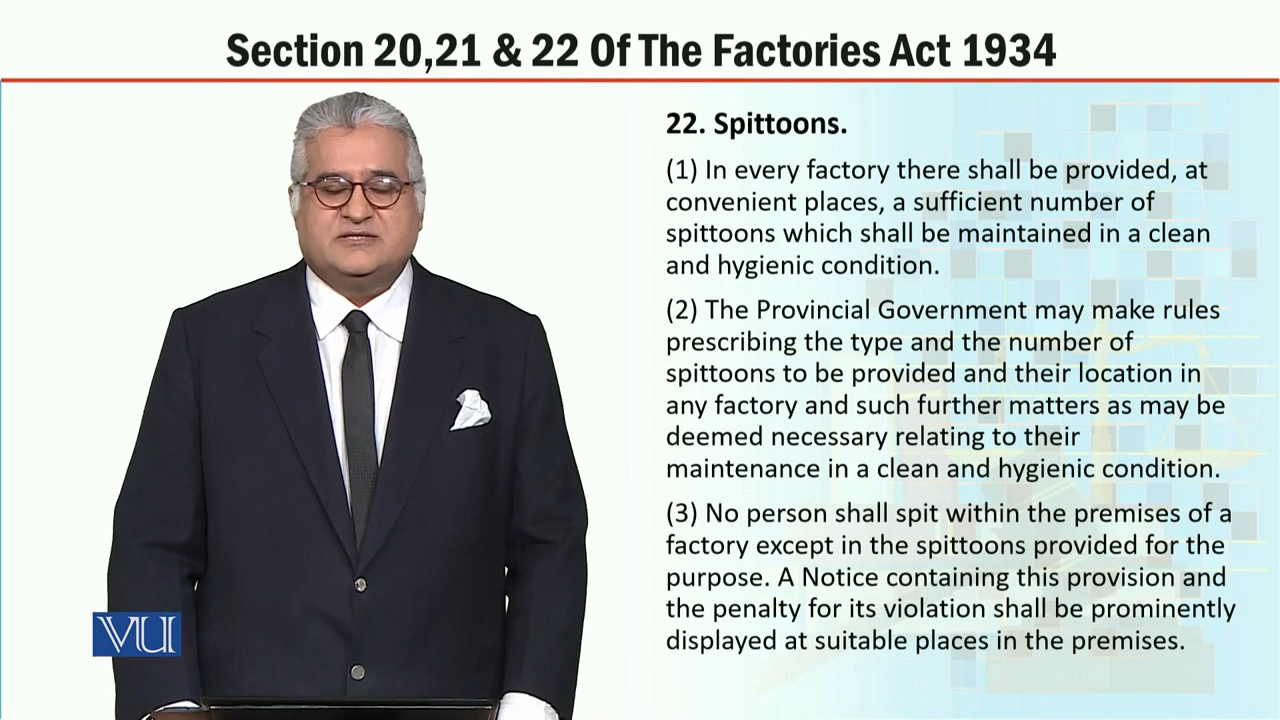 Section 20,21 & 22 Of The Factories Act 1934
22. Spittoons.
(1) In every factory there shall be provided, at
convenient places, a sufficient number of
spittoons which shall be maintained in a clean
and hygienic condition.
(2) The Provincial Government may make rules
prescribing the type and the number of
spittoons to be provided and their location in
any factory and such further matters as may be
deemed necessary relating to their
maintenance in a clean and hygienic condition.
(3) No person shall spit within the premises of a
factory except in the spittoons provided for the
purpose. A Notice containing this provision and
the penalty for its violation shall be prominently
displayed at suitable places in the premises.
VU